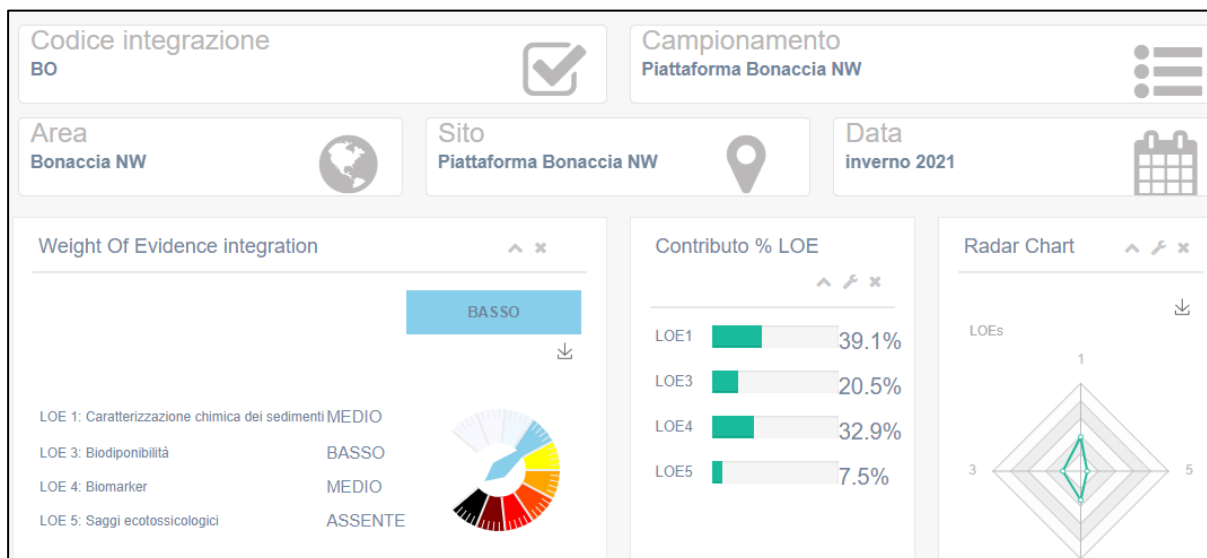 Codice integrazione
BO
Campionamento
Piattaforma Bonaccia NW
Area
Bonaccia NW
Sito
Piattaforma Bonaccia NW
Data
inverno 2021
Weight Of Evidence integration
BASSO
LOE 1: Caratterizzazione chimica dei sedimenti MEDIO
LOE 3: Biodiponibilità BASSO
LOE 4: Biomarker MEDIO
LOE 5: Saggi ecotossicologici ASSENTE
Contributo % LOE
LOE1 39.1%
LOE3 20.5%
LOE4 32.9%
LOE5 7.5%
Radar Chart
LOEs
1
3
5